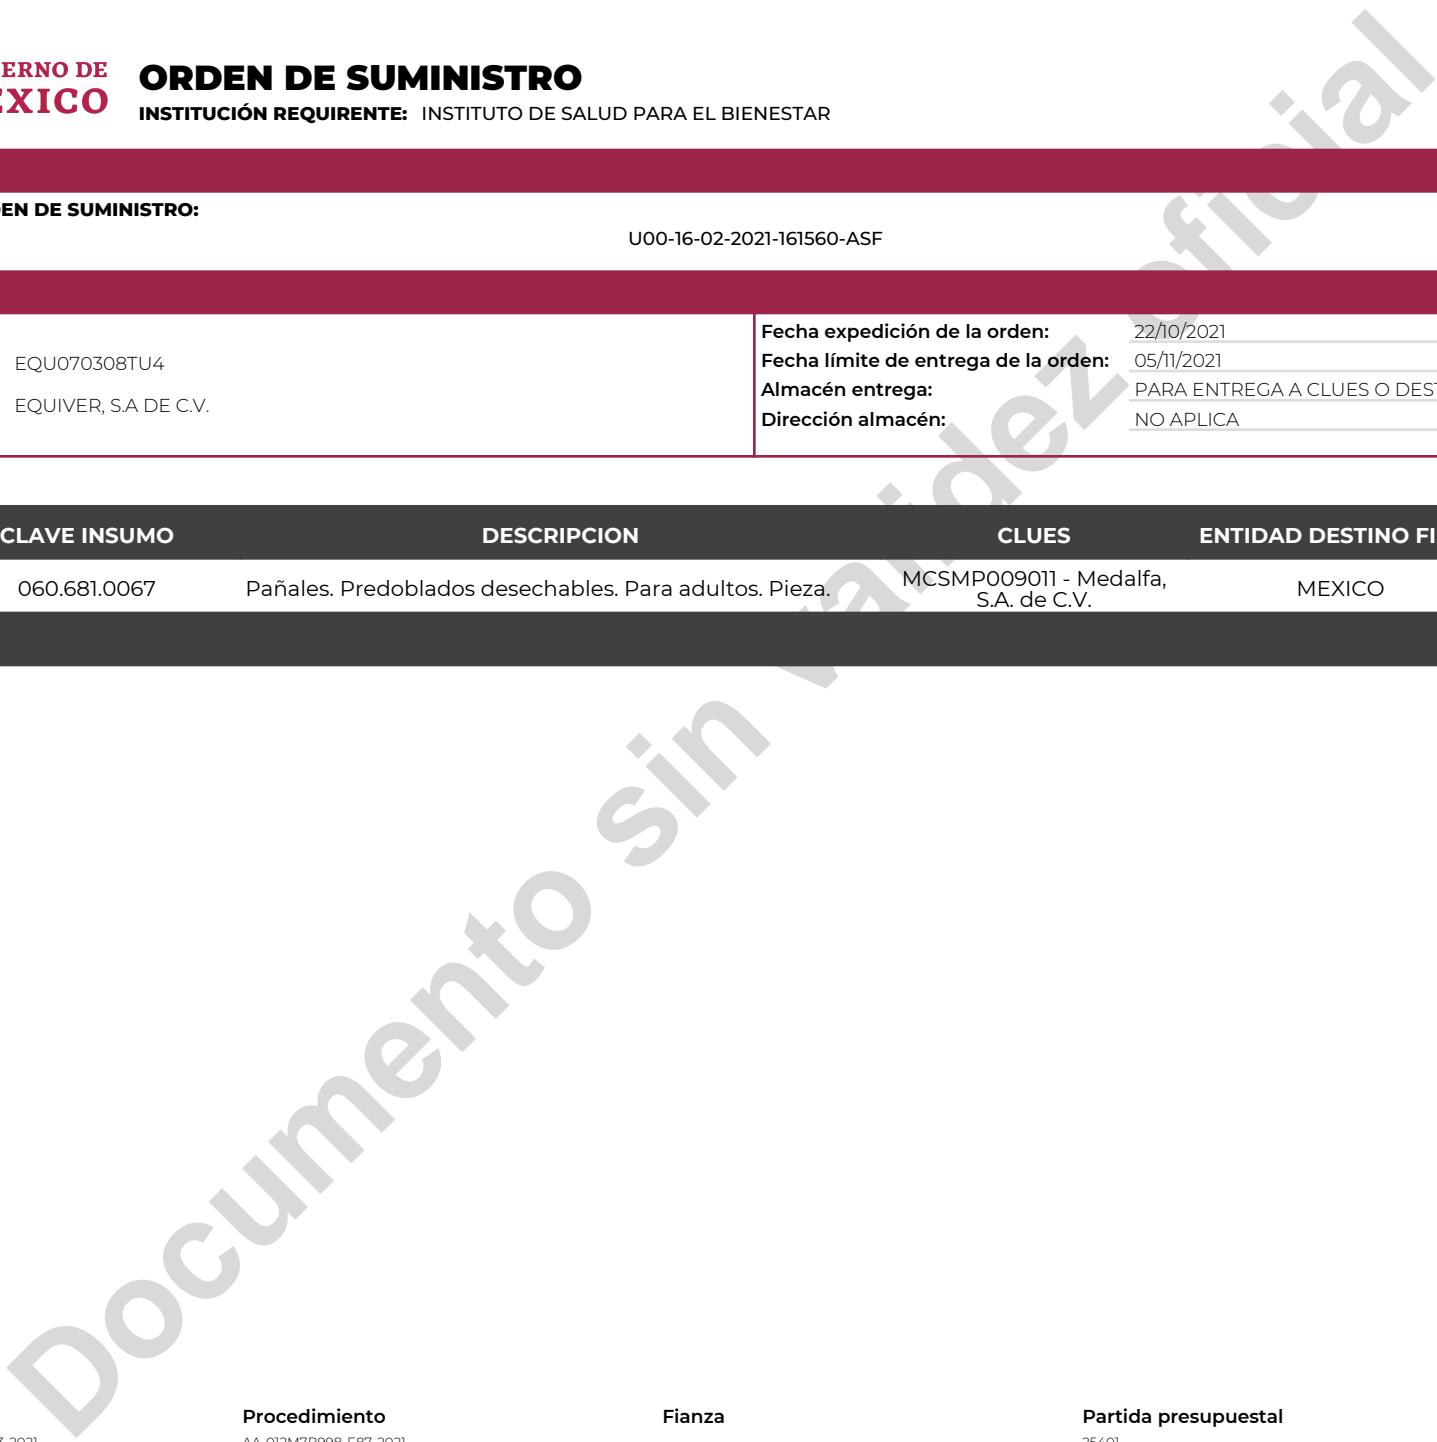 ERNO DE
ÉXICO
ORDEN DE SUMINISTRO
INSTITUCIÓN REQUIRENTE: INSTITUTO DE SALUD PARA EL BIENESTAR
EN DE SUMINISTRO:
U00-16-02-2021-161560-ASF
EQU070308TU4
EQUIVER, S.A DE C.V.
Fecha expedición de la orden: 22/10/2021
Fecha límite de entrega de la orden: 05/11/2021
Almacén entrega: PARA ENTREGA A CLUES O DEST
Dirección almacén: NO APLICA
CLAVE INSUMO DESCRIPCION CLUES ENTIDAD DESTINO FI
060.681.0067 Pañales. Predoblados desechables. Para adultos. Pieza. MCSMP009011 - Medalfa, S.A. de C.V. MEXICO
Documento sin validez oficial
Procedimiento Fianza Partida presupuestal